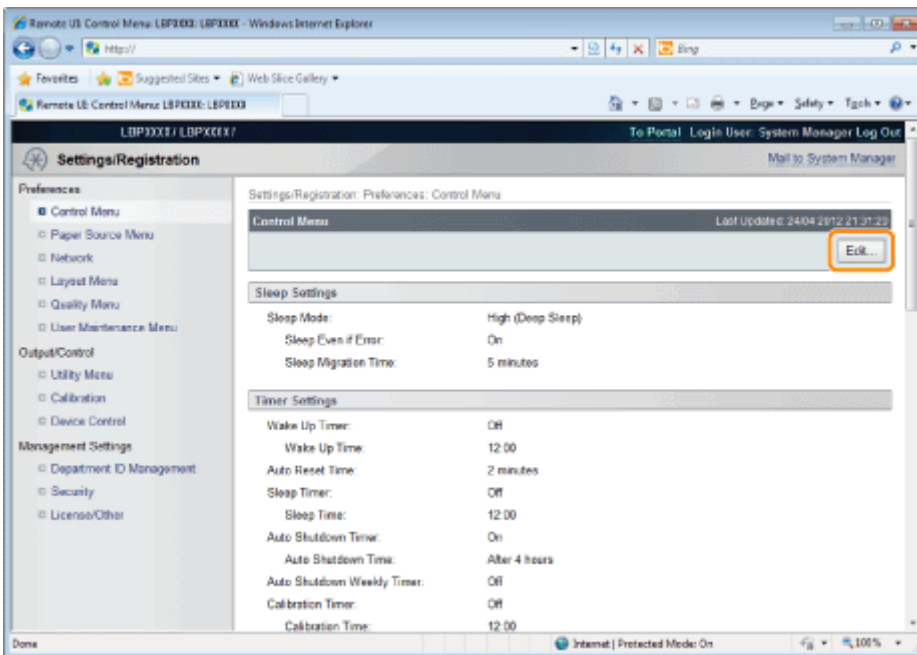 Remote UI: Control Menu: LBPXXXX: LBPXXXX - Windows Internet Explorer
http://
Bing
Favorites Suggested Sites Web Slice Gallery
Remote UI: Control Menu: LBPXXXX: LBPXXXX
Page Safety Tools
LBPXXXX / LBPXXXX /
To Portal Login User: System Manager Log Out
Settings/Registration
Mail to System Manager
Preferences
Control Menu
Paper Source Menu
Network
Layout Menu
Quality Menu
User Maintenance Menu
Output/Control
Utility Menu
Calibration
Device Control
Management Settings
Department ID Management
Security
License/Other
Settings/Registration: Preferences: Control Menu
Control Menu Last Updated: 24/04 2012 21:31:29
Edit...
Sleep Settings
Sleep Mode: High (Deep Sleep)
Sleep Even if Error: On
Sleep Migration Time: 5 minutes
Timer Settings
Wake Up Timer: Off
Wake Up Time: 12:00
Auto Reset Time: 2 minutes
Sleep Timer: Off
Sleep Time: 12:00
Auto Shutdown Timer: On
Auto Shutdown Time: After 4 hours
Auto Shutdown Weekly Timer: Off
Calibration Timer: Off
Calibration Time: 12:00
Done
Internet | Protected Mode: On
100%